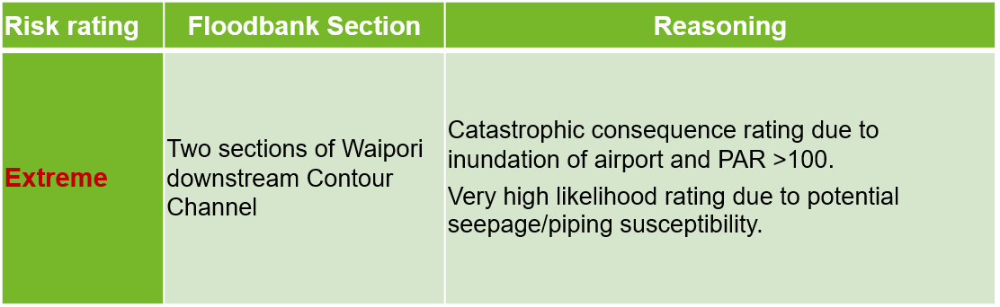 Risk rating
Floodbank Section
Reasoning
Extreme
Two sections of Waipori
downstream Contour
Channel
Catastrophic consequence rating due to
inundation of airport and PAR >100.
Very high likelihood rating due to potential
seepage/piping susceptibility.